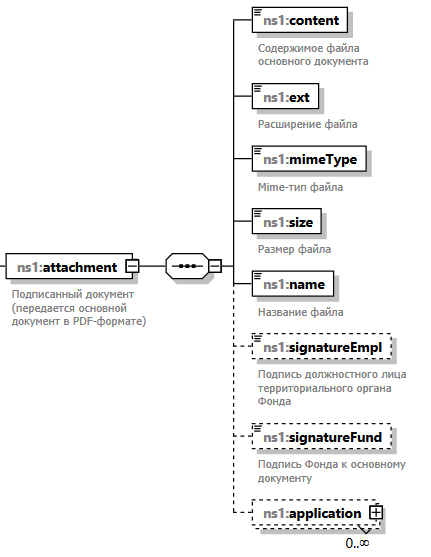 ns1:content
Содержимое файла
основного документа
ns1:ext
Расширение файла
ns1:mimeType
Mime-тип файла
ns1:size
Размер файла
ns1:attachment
Подписанный документ
(передается основной
документ в PDF-формате)
ns1:name
Название файла
ns1:signatureEmpl
Подпись должностного лица
территориального органа
Фонда
ns1:signatureFund
Подпись Фонда к основному
документу
ns1:application
0..∞